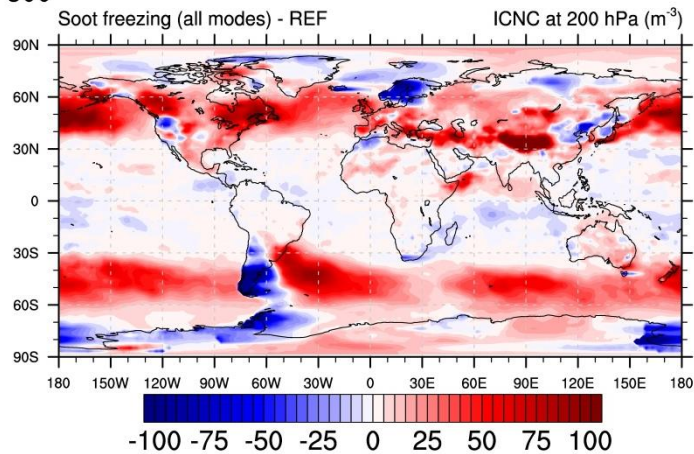 Soot freezing (all modes) - REF ICNC at 200 hPa (m⁻³)
90N
60N
30N
0
30S
60S
90S
180 150W 120W 90W 60W 30W 0 30E 60E 90E 120E 150E 180
-100 -75 -50 -25 0 25 50 75 100